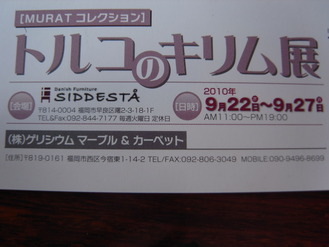 [MURAT コレクション]
トルコのキリム展
[会場] Danish Furniture SIDDESTÅ
〒814-0004 福岡市早良区曙2-3-18-1F
TEL&Fax:092-844-7177 毎週火曜日 定休日
[日時] 2010年
9月22日〜9月27日
AM11:00〜PM19:00
(株)ゲリシウム マーブル & カーペット
[住所]〒819-0161 福岡市西区今宿東1-14-2 TEL/FAX:092-806-3049 MOBILE:090-9496-8699